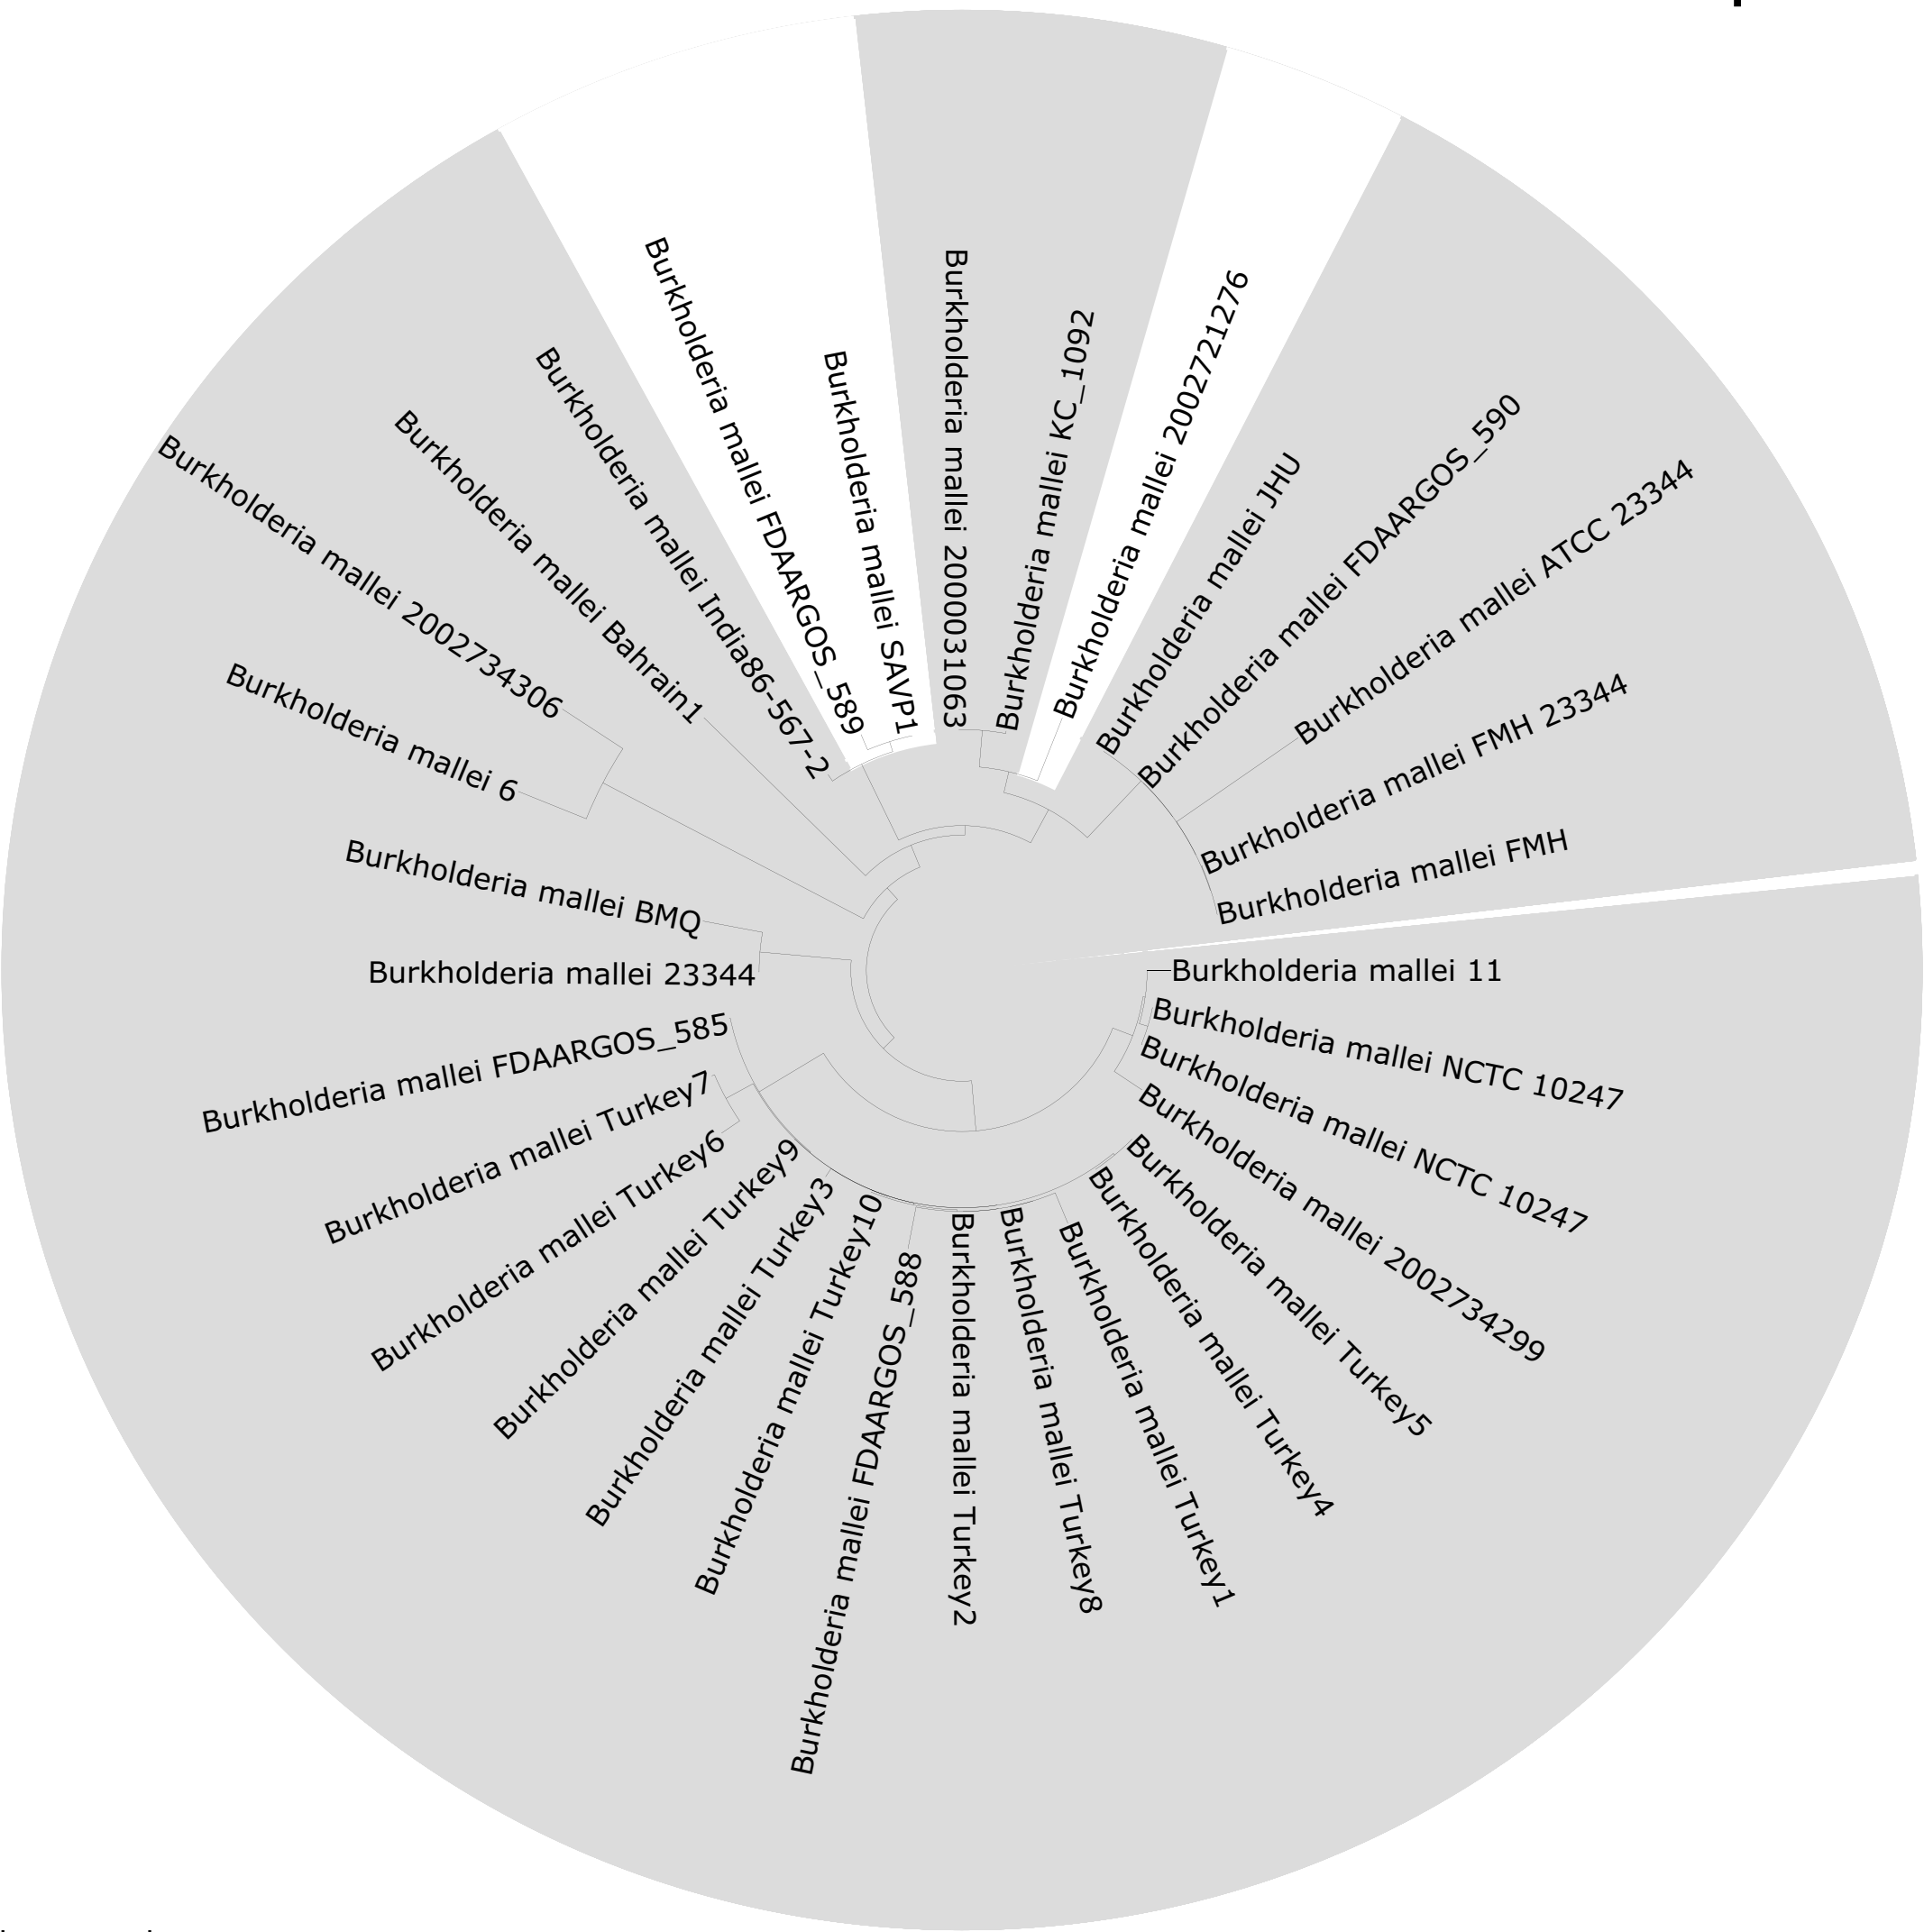 Burkholderia mallei FDAARGOS_589
Burkholderia mallei SAVP1
Burkholderia mallei 2000031063
Burkholderia mallei KC_1092
Burkholderia mallei 2002721276
Burkholderia mallei JHU
Burkholderia mallei FDAARGOS_590
Burkholderia mallei ATCC 23344
Burkholderia mallei FMH 23344
Burkholderia mallei FMH
Burkholderia mallei 11
Burkholderia mallei NCTC 10247
Burkholderia mallei NCTC 10247
Burkholderia mallei 2002734299
Burkholderia mallei Turkey5
Burkholderia mallei Turkey4
Burkholderia mallei Turkey1
Burkholderia mallei Turkey8
Burkholderia mallei Turkey2
Burkholderia mallei FDAARGOS_588
Burkholderia mallei Turkey10
Burkholderia mallei Turkey3
Burkholderia mallei Turkey9
Burkholderia mallei Turkey6
Burkholderia mallei Turkey7
Burkholderia mallei FDAARGOS_585
Burkholderia mallei 23344
Burkholderia mallei BMQ
Burkholderia mallei 6
Burkholderia mallei 2002734306
Burkholderia mallei Bahrain1
Burkholderia mallei India86-567-2